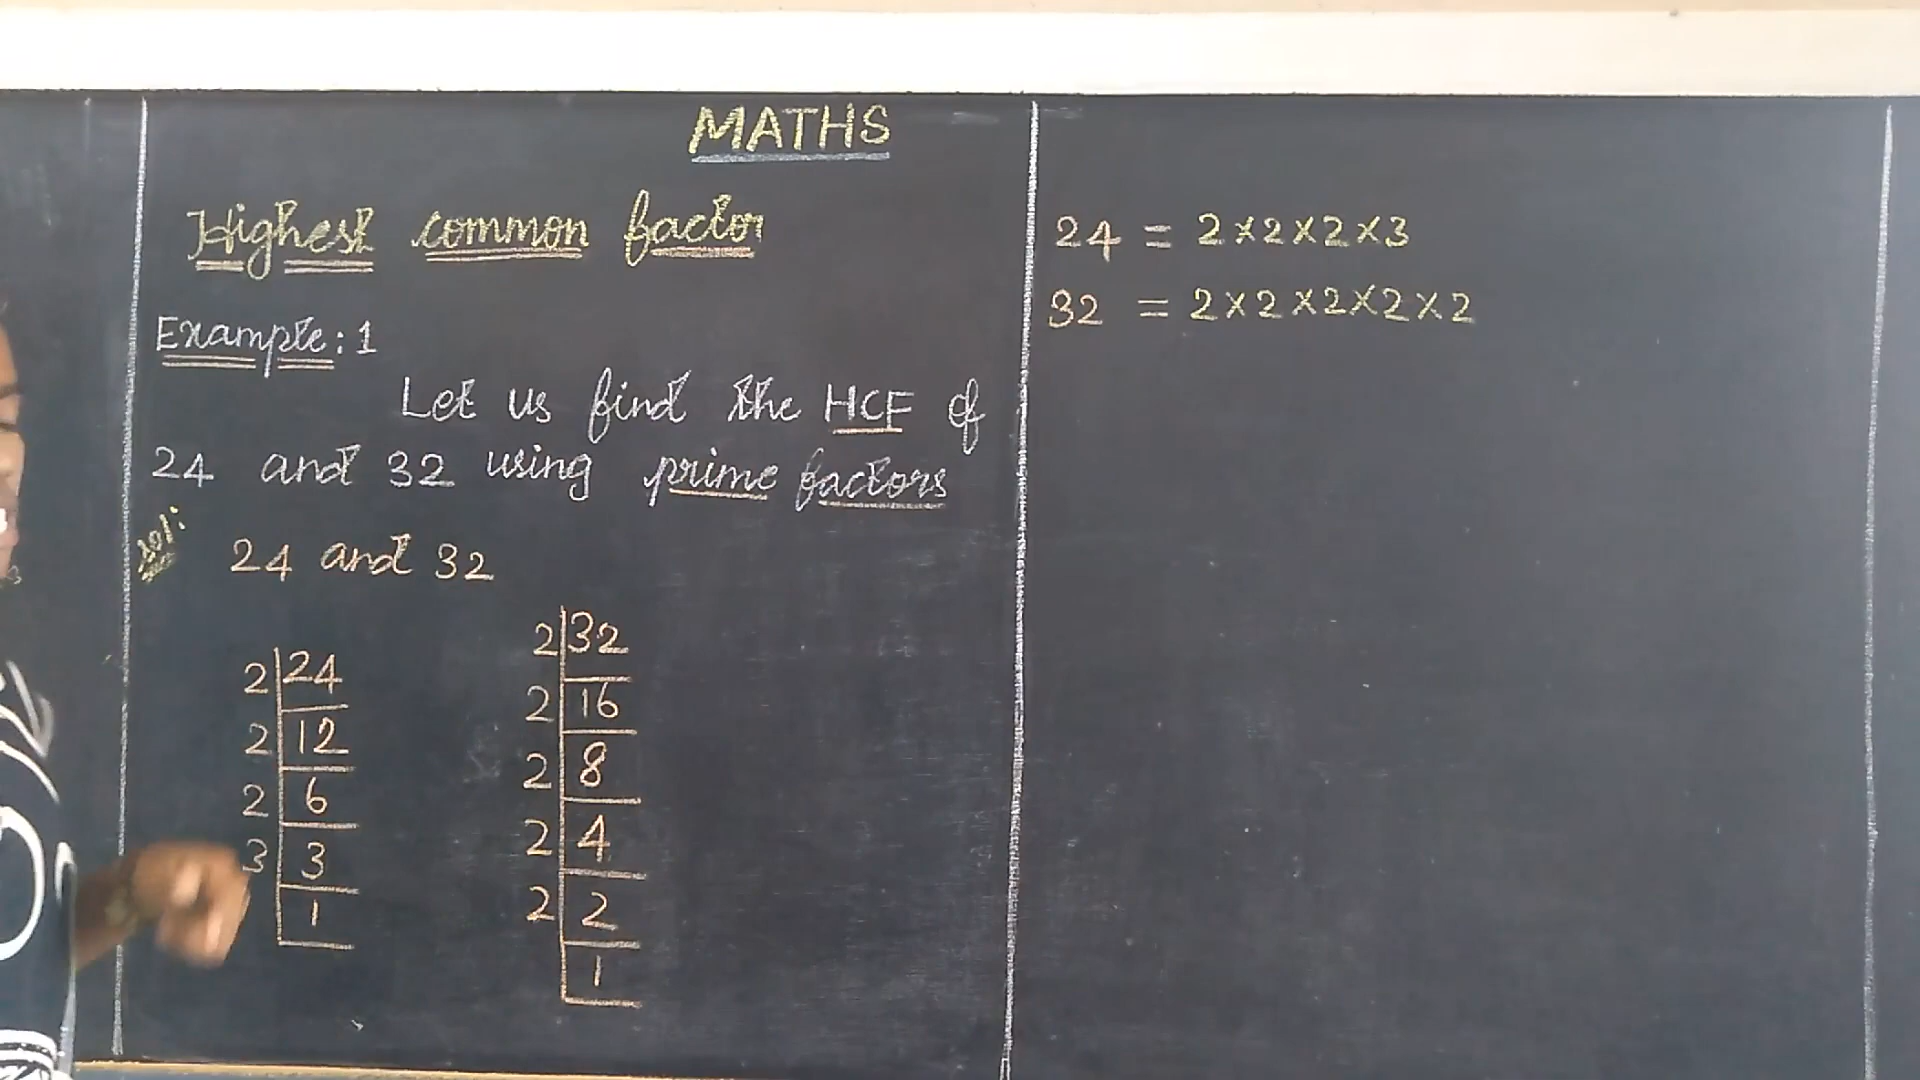 MATHS
Highest common factor
Example: 1
Let us find the HCF of
24 and 32 using prime factors
Sol:
24 and 32
2 | 24
2 | 12
2 | 6
3 | 3
1
2 | 32
2 | 16
2 | 8
2 | 4
2 | 2
1
24 = 2×2×2×3
32 = 2×2×2×2×2